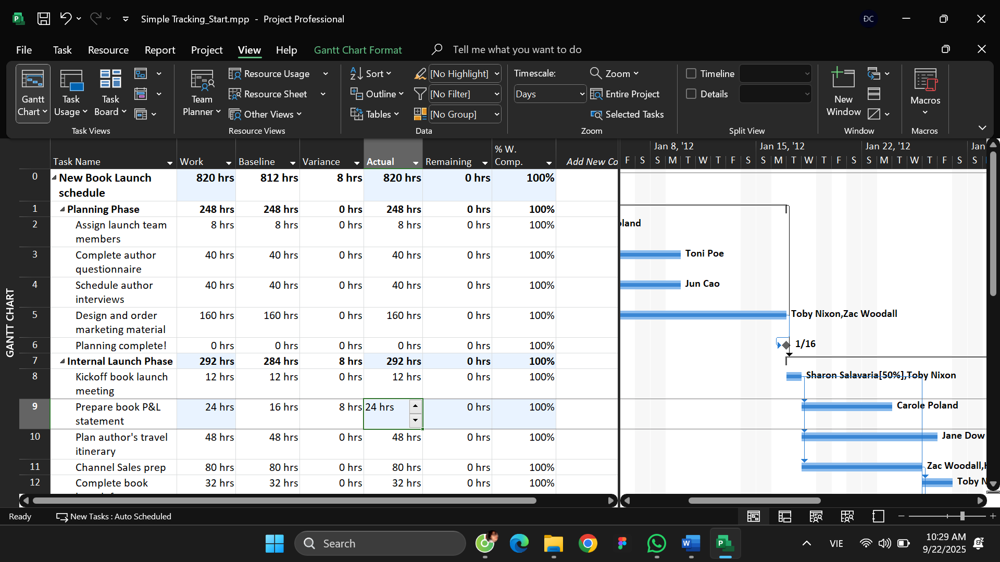 Simple Tracking_Start.mpp - Project Professional
ĐC
File Task Resource Report Project View Help Gantt Chart Format Tell me what you want to do
Gantt Chart
Task Usage
Task Board
Task Views
Team Planner
Resource Usage
Resource Sheet
Other Views
Resource Views
Sort
Outline
Tables
[No Highlight]
[No Filter]
[No Group]
Data
Timescale:
Days
Zoom
Entire Project
Selected Tasks
Zoom
Timeline
Details
Split View
New Window
Window
Macros
Macros
Task Name Work Baseline Variance Actual Remaining % W. Comp. Add New Co
Jan 8, '12 Jan 15, '12 Jan 22, '12 Jan
F S S M T W T F S S M T W T F S S M T W T F S S
GANTT CHART
0 New Book Launch schedule 820 hrs 812 hrs 8 hrs 820 hrs 0 hrs 100%
1 Planning Phase 248 hrs 248 hrs 0 hrs 248 hrs 0 hrs 100%
2 Assign launch team members 8 hrs 8 hrs 0 hrs 8 hrs 0 hrs 100%
3 Complete author questionnaire 40 hrs 40 hrs 0 hrs 40 hrs 0 hrs 100%
4 Schedule author interviews 40 hrs 40 hrs 0 hrs 40 hrs 0 hrs 100%
5 Design and order marketing material 160 hrs 160 hrs 0 hrs 160 hrs 0 hrs 100%
6 Planning complete! 0 hrs 0 hrs 0 hrs 0 hrs 0 hrs 100%
7 Internal Launch Phase 292 hrs 284 hrs 8 hrs 292 hrs 0 hrs 100%
8 Kickoff book launch meeting 12 hrs 12 hrs 0 hrs 12 hrs 0 hrs 100%
9 Prepare book P&L statement 24 hrs 16 hrs 8 hrs 24 hrs 0 hrs 100%
10 Plan author's travel itinerary 48 hrs 48 hrs 0 hrs 48 hrs 0 hrs 100%
11 Channel Sales prep 80 hrs 80 hrs 0 hrs 80 hrs 0 hrs 100%
12 Complete book 32 hrs 32 hrs 0 hrs 32 hrs 0 hrs 100%
oland
Toni Poe
Jun Cao
Toby Nixon,Zac Woodall
1/16
Sharon Salavaria[50%],Toby Nixon
Carole Poland
Jane Dow
Zac Woodall,
Toby N
Ready New Tasks : Auto Scheduled
Search
VIE
10:29 AM
9/22/2025